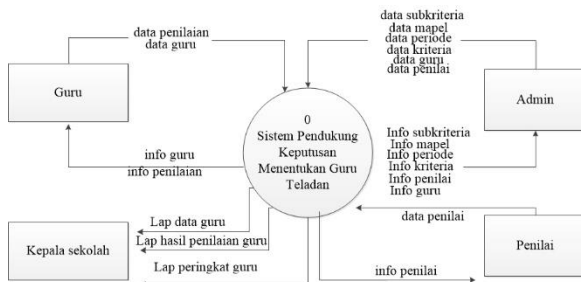 data penilaian
data guru
Guru
info guru
info penilaian
data subkriteria
data mapel
data periode
data kriteria
data guru
data penilai
Admin
0
Sistem Pendukung
Keputusan
Menentukan Guru
Teladan
Info subkriteria
Info mapel
Info periode
Info kriteria
Info penilai
Info guru
Kepala sekolah
Lap data guru
Lap hasil penilaian guru
Lap peringkat guru
data penilai
Penilai
info penilai